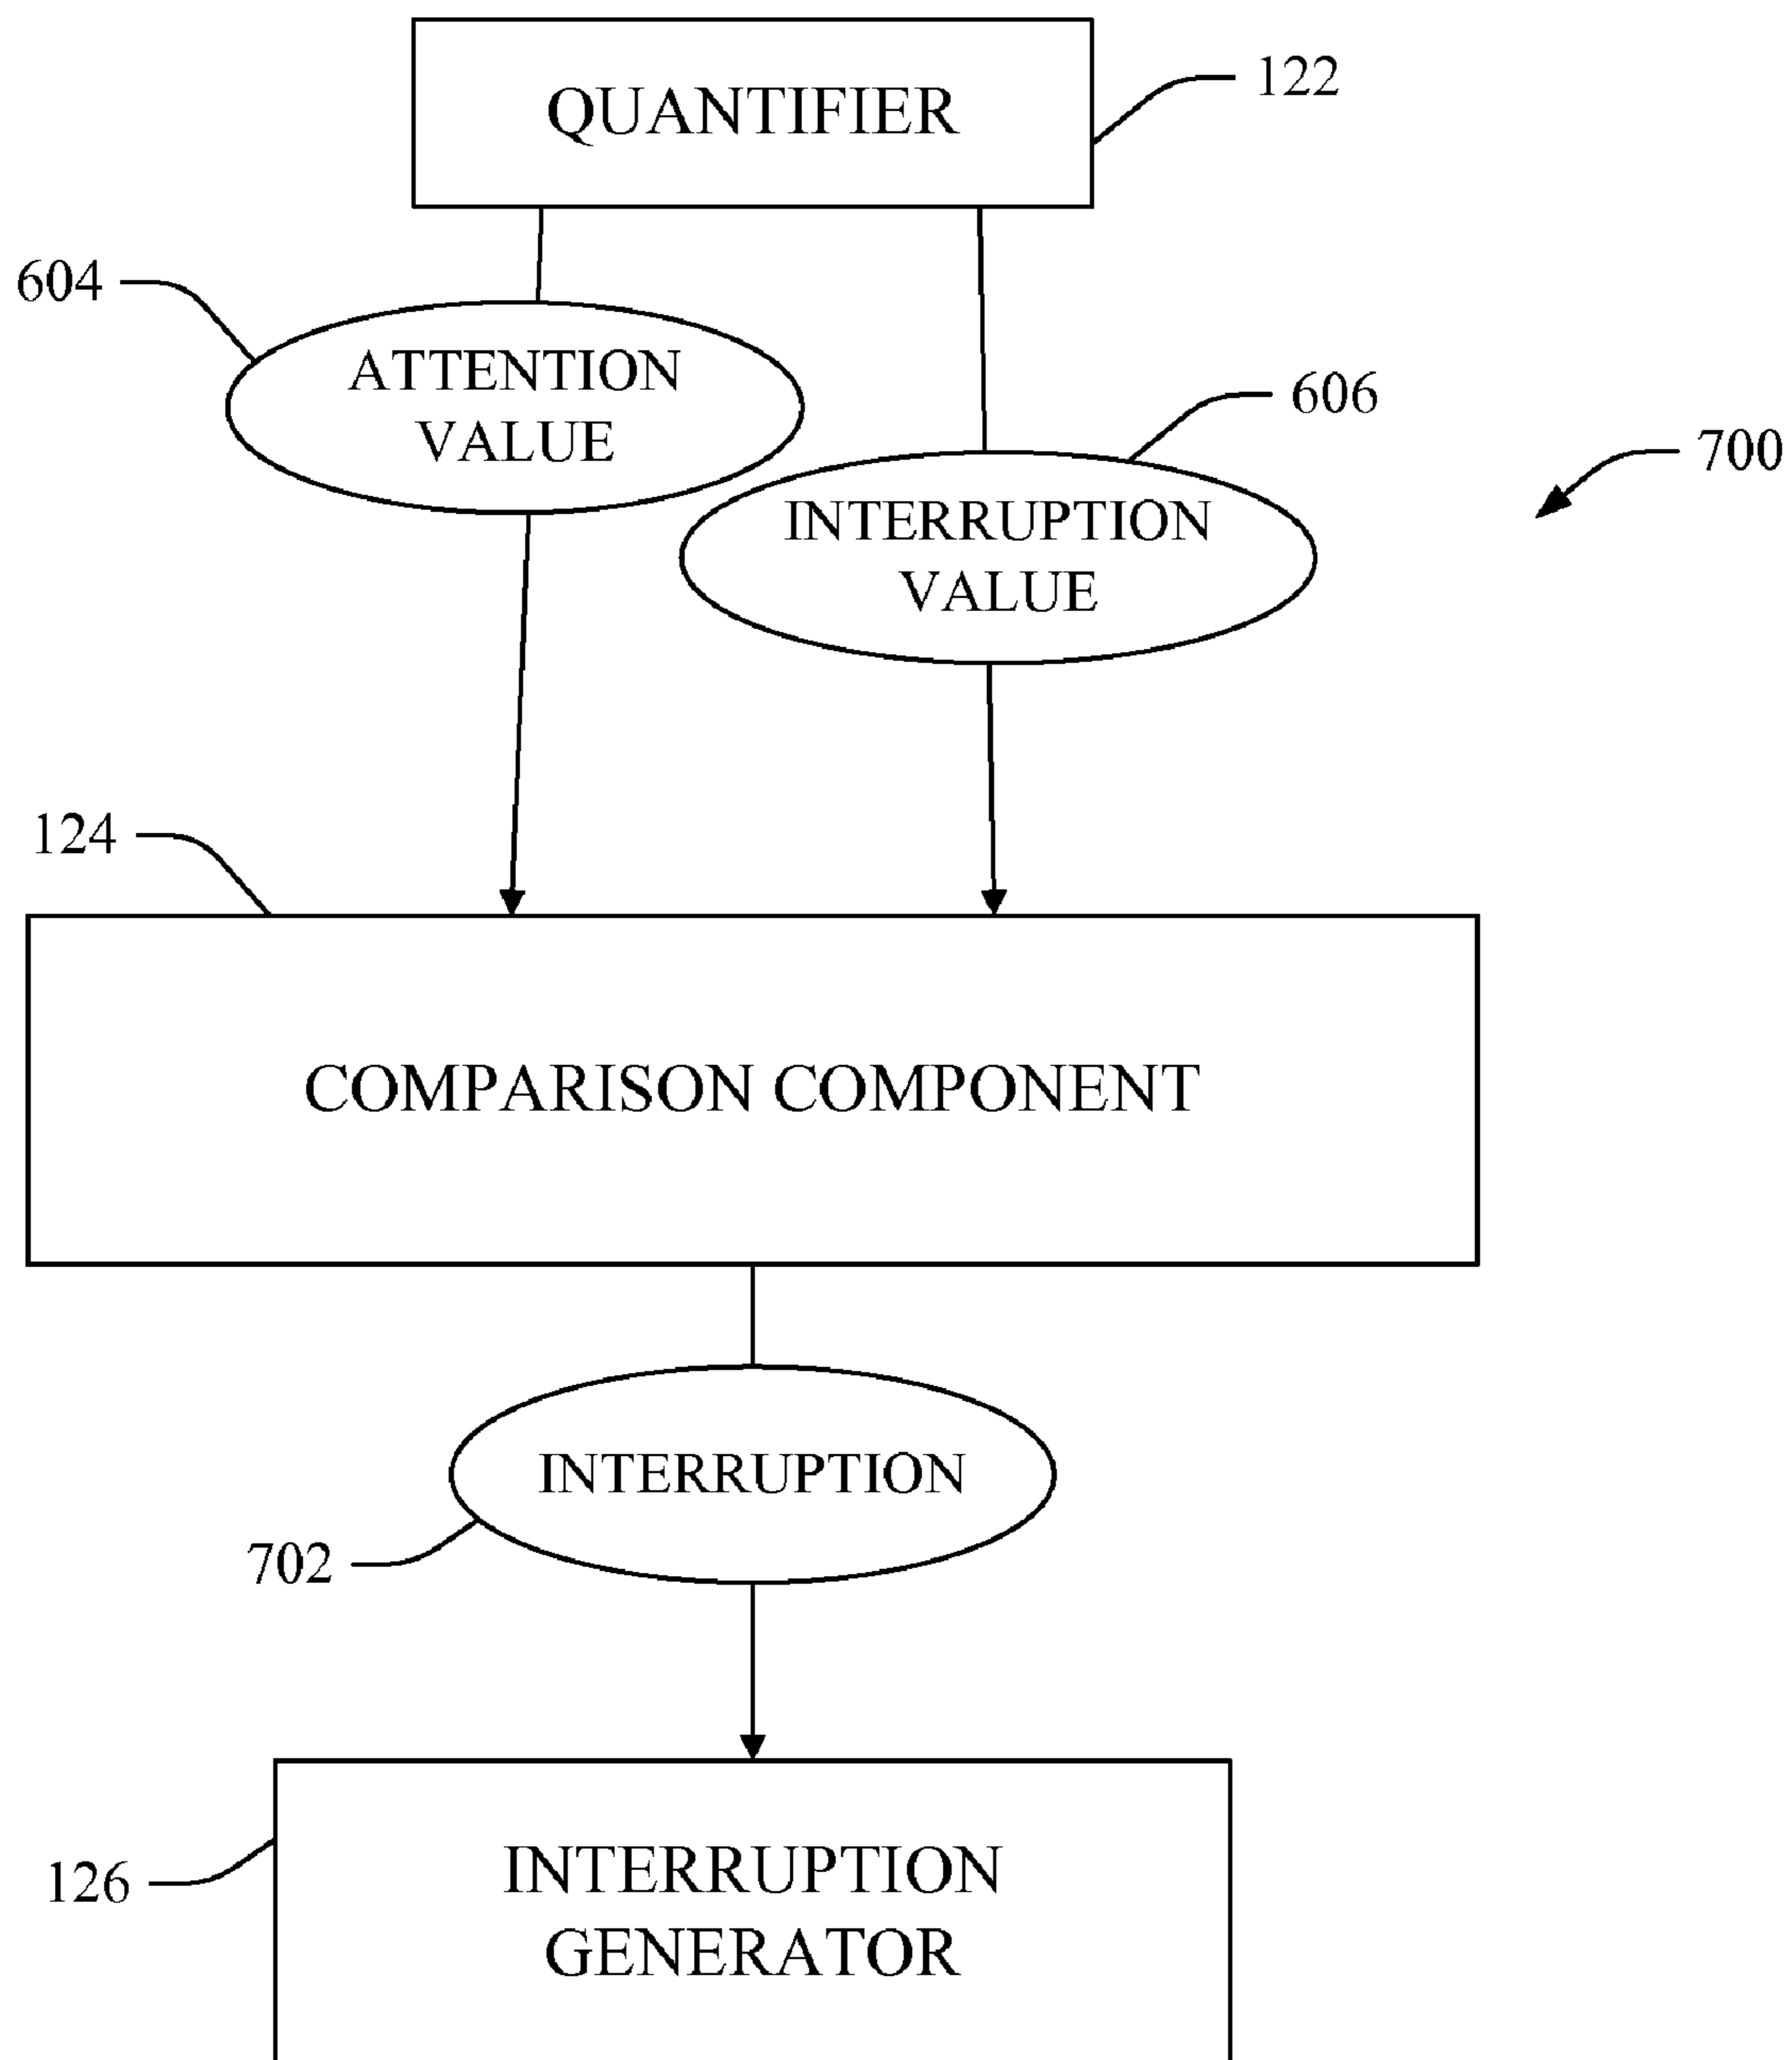 QUANTIFIER
122
604
ATTENTION
VALUE
606
INTERRUPTION
VALUE
700
124
COMPARISON COMPONENT
INTERRUPTION
702
126
INTERRUPTION
GENERATOR